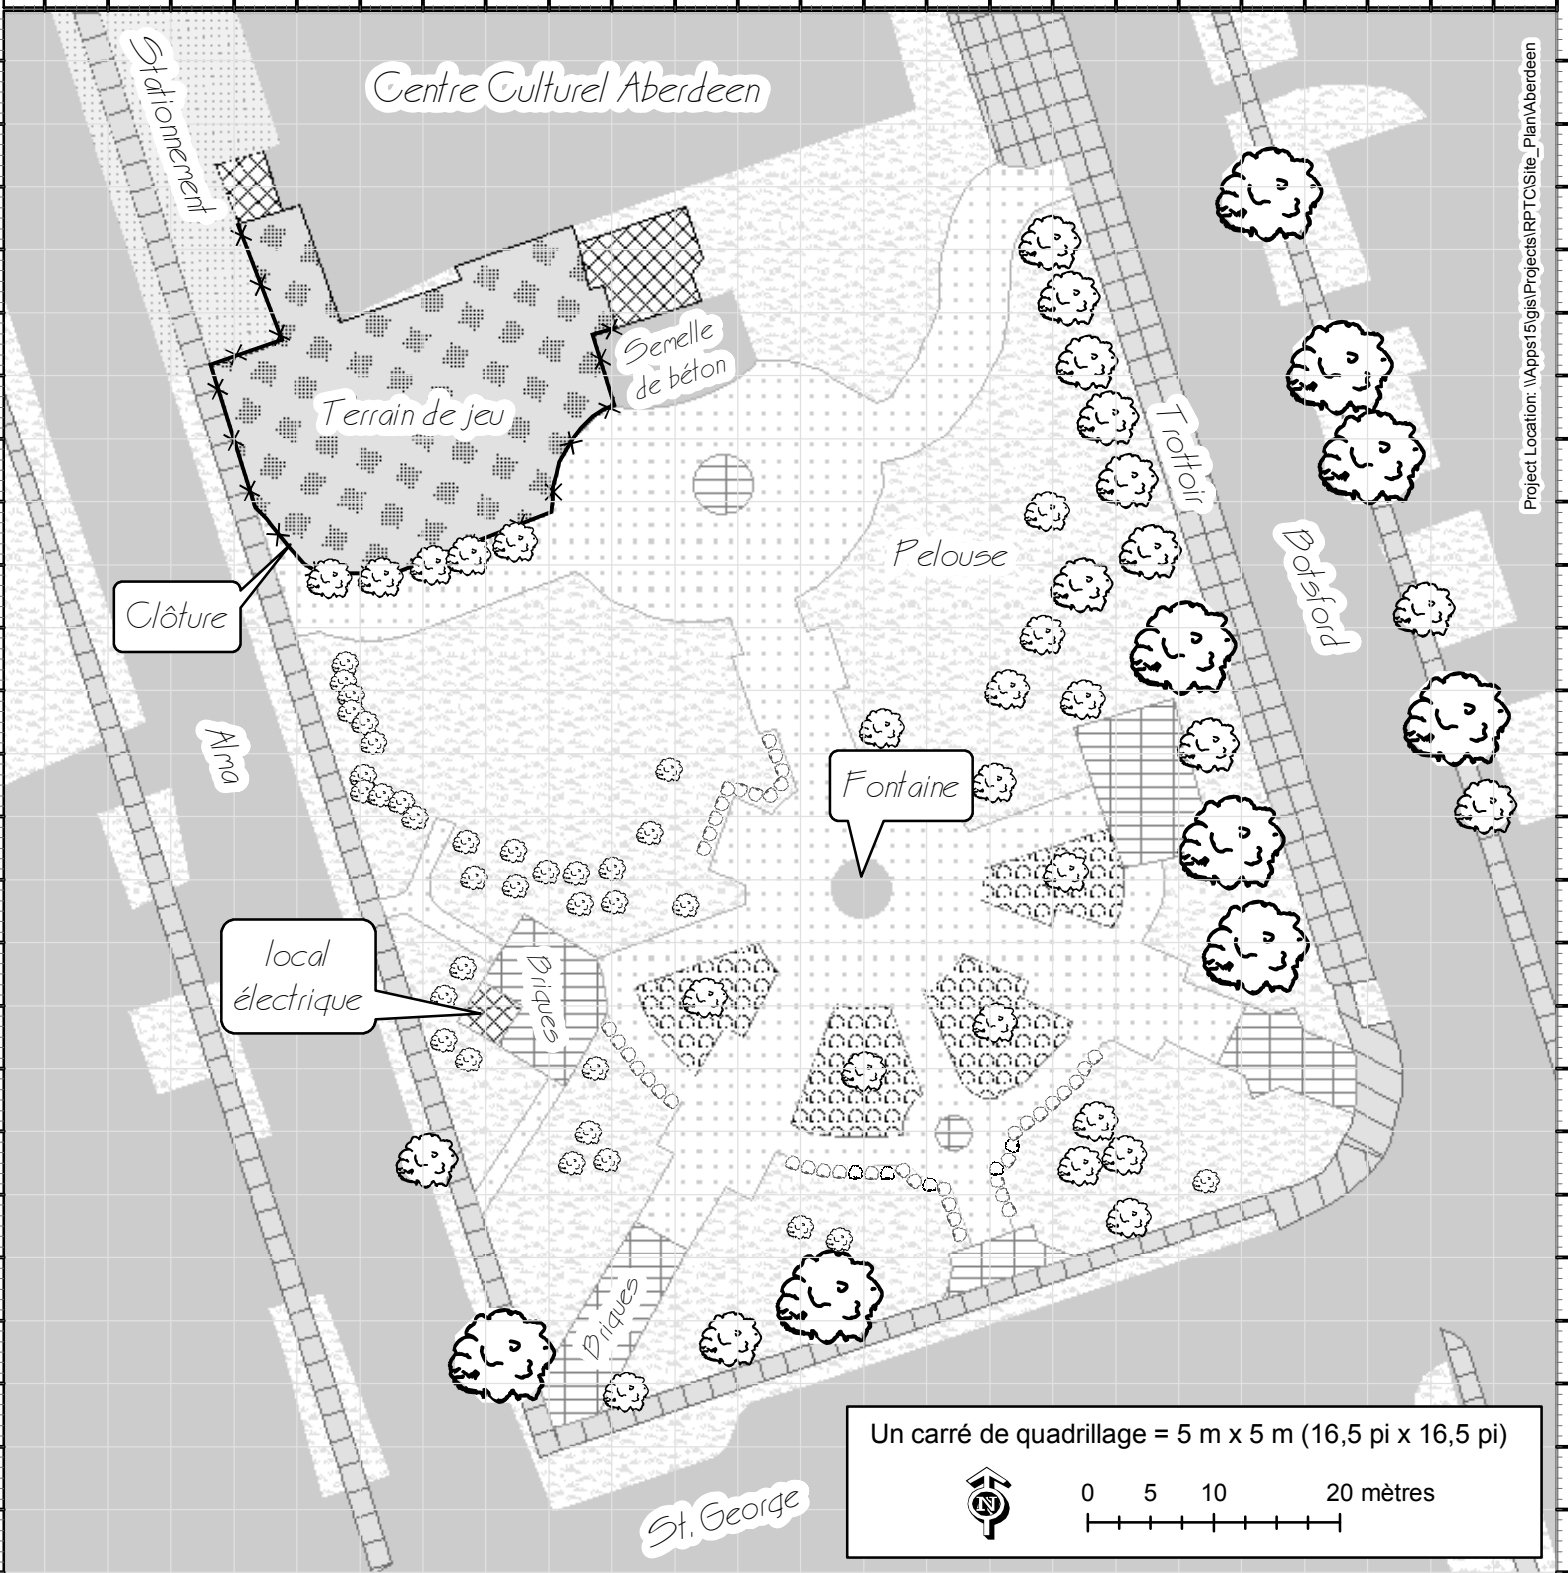 Stationnement
Centre Culturel Aberdeen
Project Location: \\Apps15\gis\Projects\RPTC\Site_Plan\Aberdeen
Semelle
de béton
Terrain de jeu
Trottoir
Pelouse
Botsford
Clôture
Alma
Fontaine
local
électrique
Briques
Briques
Un carré de quadrillage = 5 m x 5 m (16,5 pi x 16,5 pi)
N
0 5 10 20 mètres
St. George